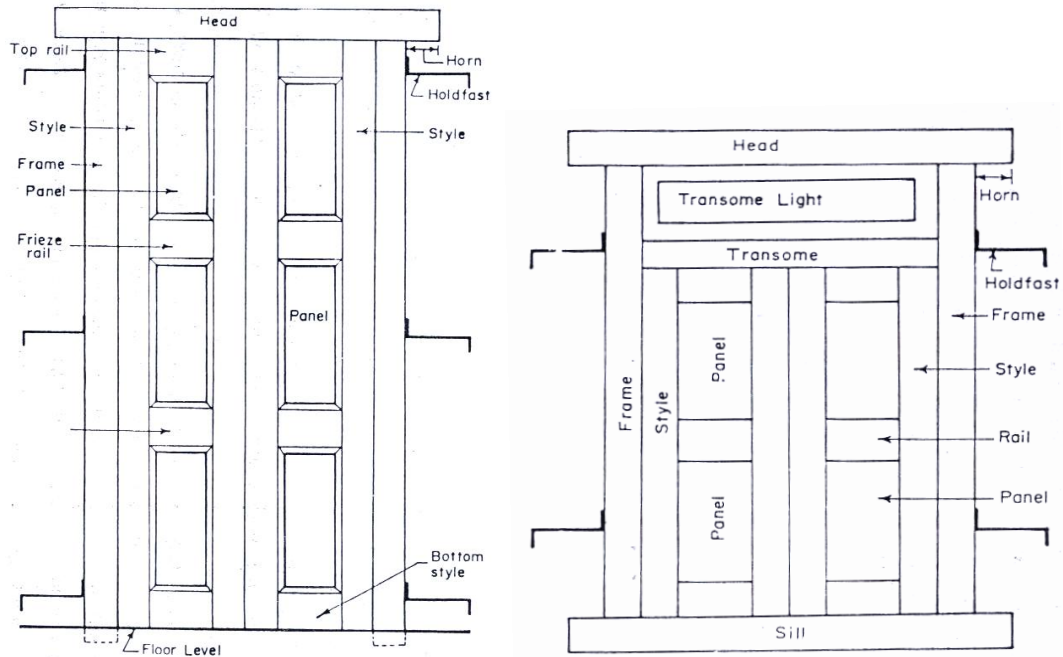 Head
Top rail
Horn
Holdfast
Style
Style
Frame
Panel
Frieze
rail
Panel
Bottom
style
Floor Level
Head
Transome Light
Horn
Transome
Holdfast
Frame
Panel
Style
Frame
Style
Rail
Panel
Panel
Sill